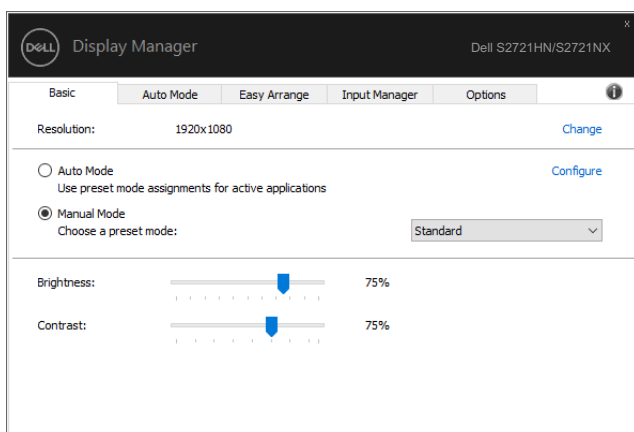 DELL Display Manager Dell S2721HN/S2721NX X
Basic Auto Mode Easy Arrange Input Manager Options i
Resolution: 1920x1080 Change
Auto Mode Configure
Use preset mode assignments for active applications
Manual Mode
Choose a preset mode: Standard
Brightness: 75%
Contrast: 75%